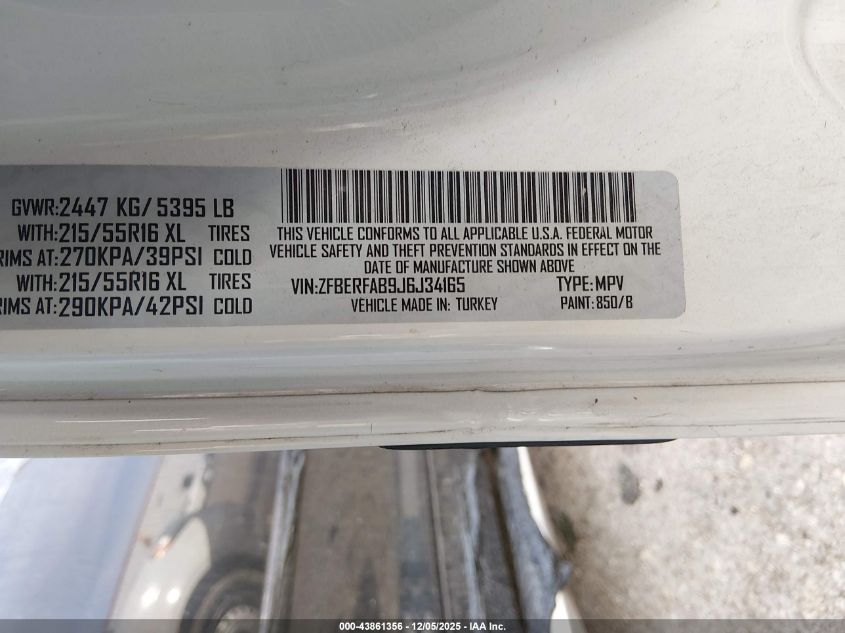 GVWR:2447 KG/5395 LB
WITH:215/55R16 XL TIRES
RIMS AT:270KPA/39PSI COLD
WITH:215/55R16 XL TIRES
RIMS AT:290KPA/42PSI COLD
THIS VEHICLE CONFORMS TO ALL APPLICABLE U.S.A. FEDERAL MOTOR
VEHICLE SAFETY AND THEFT PREVENTION STANDARDS IN EFFECT ON THE
DATE OF MANUFACTURE SHOWN ABOVE
VIN:ZFBERFAB9J6J34165 TYPE:MPV
VEHICLE MADE IN: TURKEY PAINT:850/B
000-43861356 | 12/05/2025 | IAA Inc.